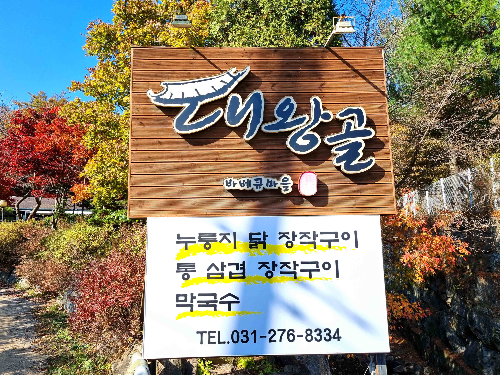 대왕골
바베큐마을
누룽지 닭 장작구이
통 삼겹 장작구이
막국수
TEL.031-276-8334